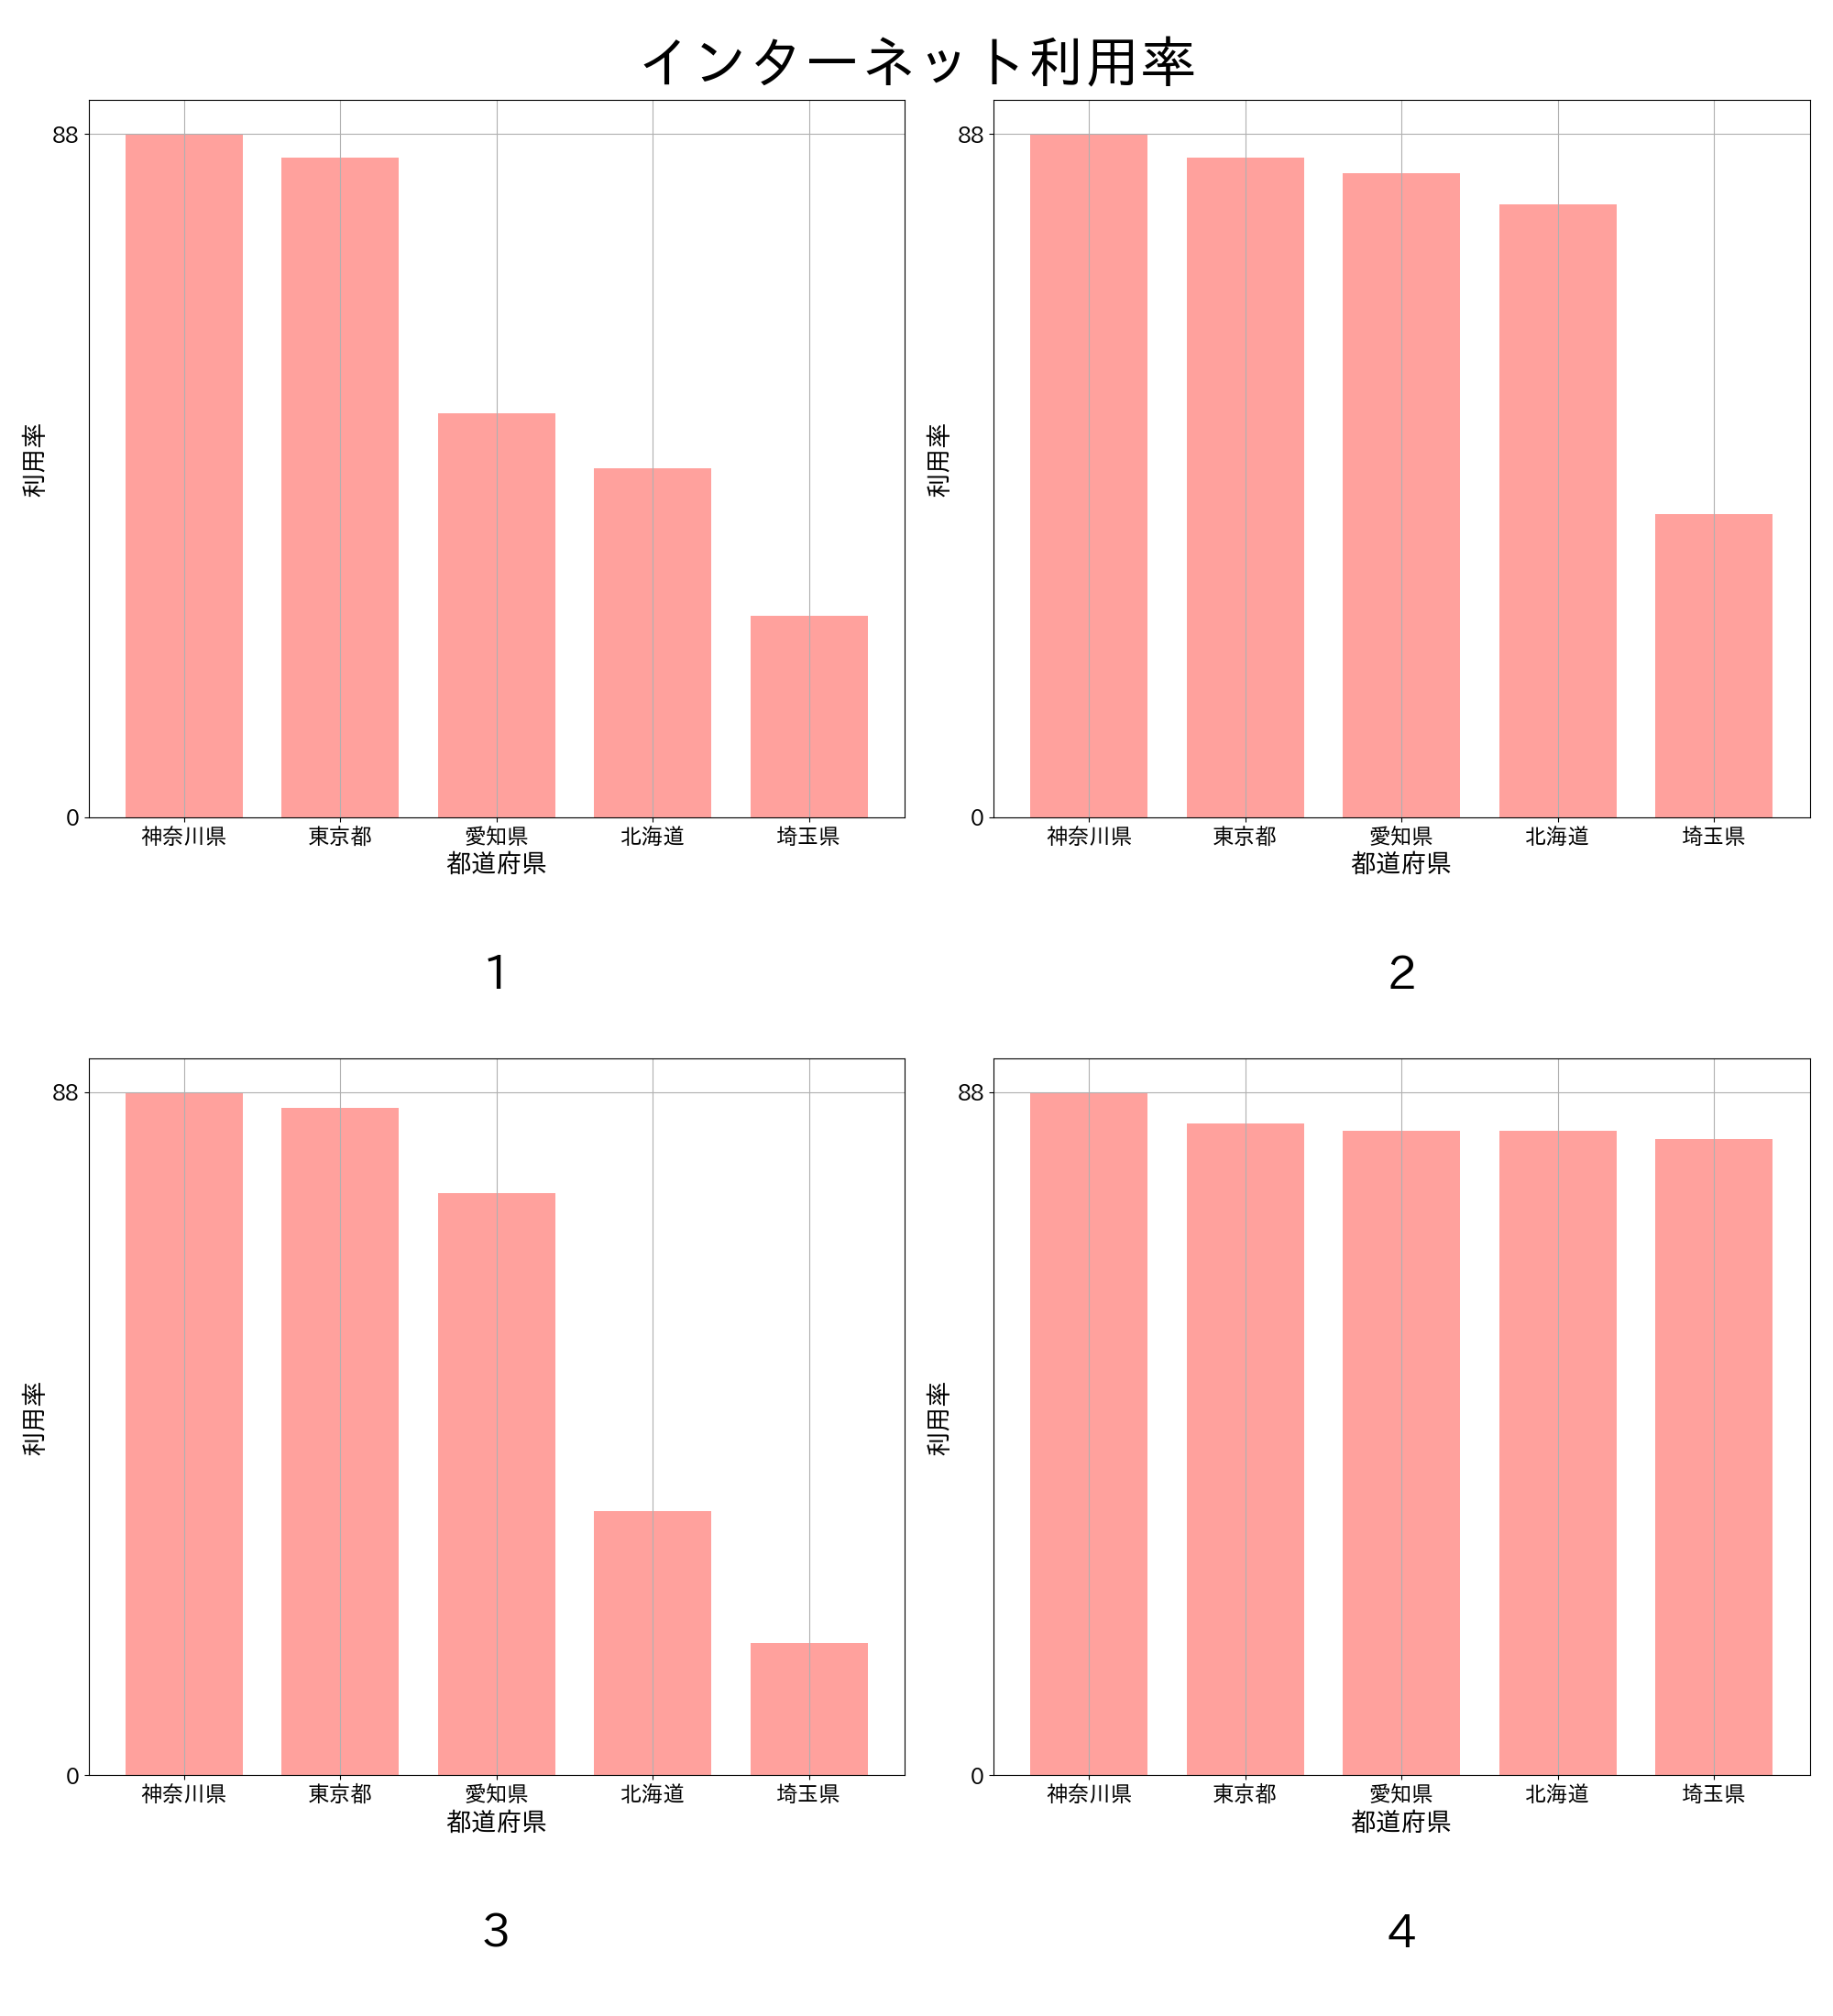 インターネット利用率
88
0
利用率
神奈川県 東京都 愛知県 北海道 埼玉県
都道府県
1
88
0
利用率
神奈川県 東京都 愛知県 北海道 埼玉県
都道府県
2
88
0
利用率
神奈川県 東京都 愛知県 北海道 埼玉県
都道府県
3
88
0
利用率
神奈川県 東京都 愛知県 北海道 埼玉県
都道府県
4